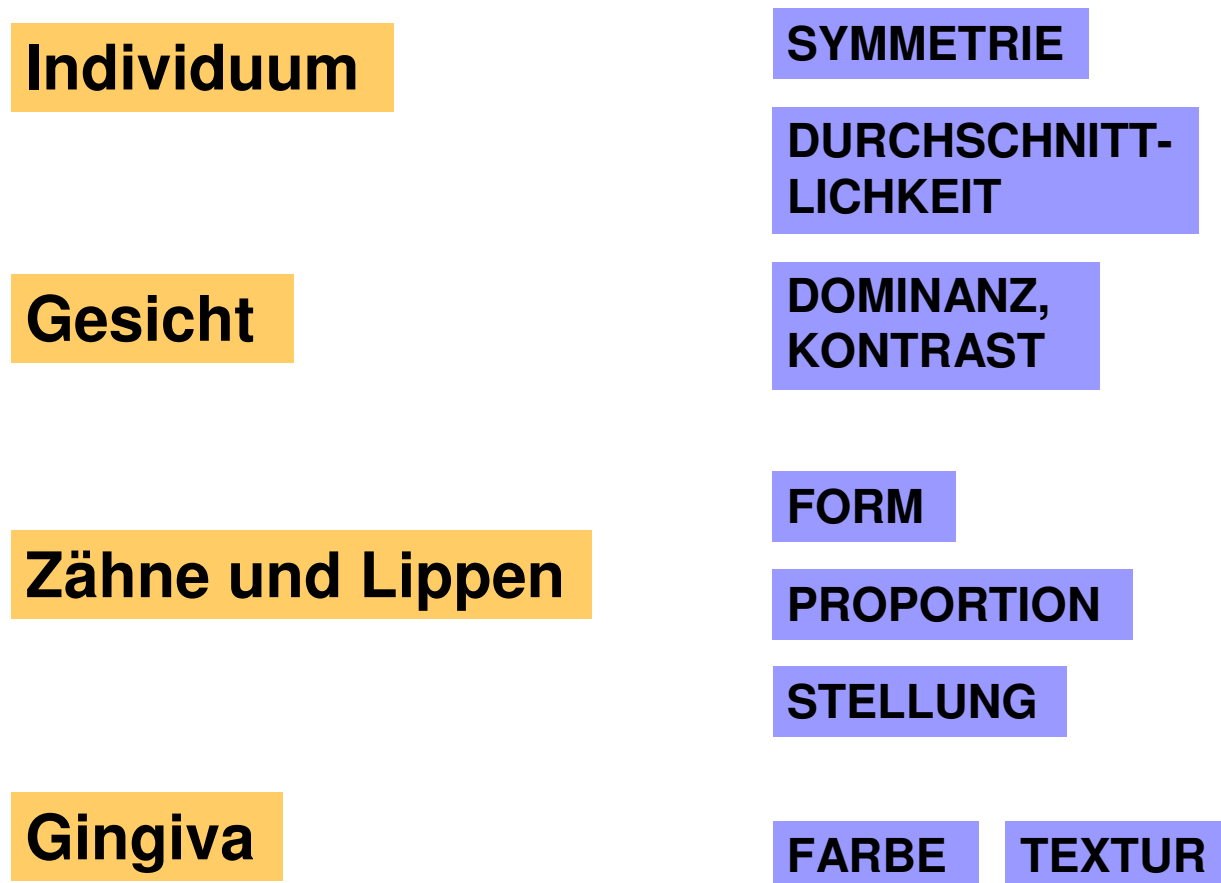 Individuum
SYMMETRIE
DURCHSCHNITT-
LICHKEIT
Gesicht
DOMINANZ,
KONTRAST
Zähne und Lippen
FORM
PROPORTION
STELLUNG
Gingiva
FARBE TEXTUR